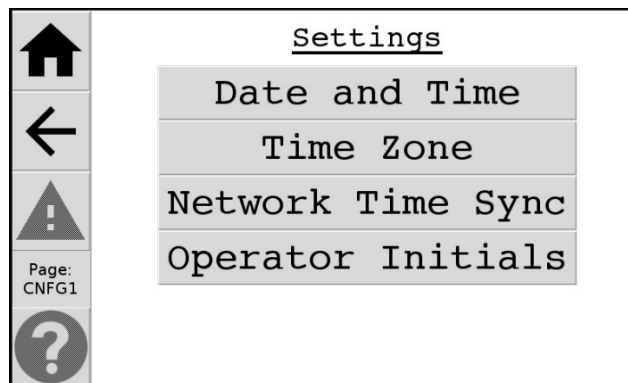 Settings
Date and Time
Time Zone
Network Time Sync
Operator Initials
Page:
CNFG1
?